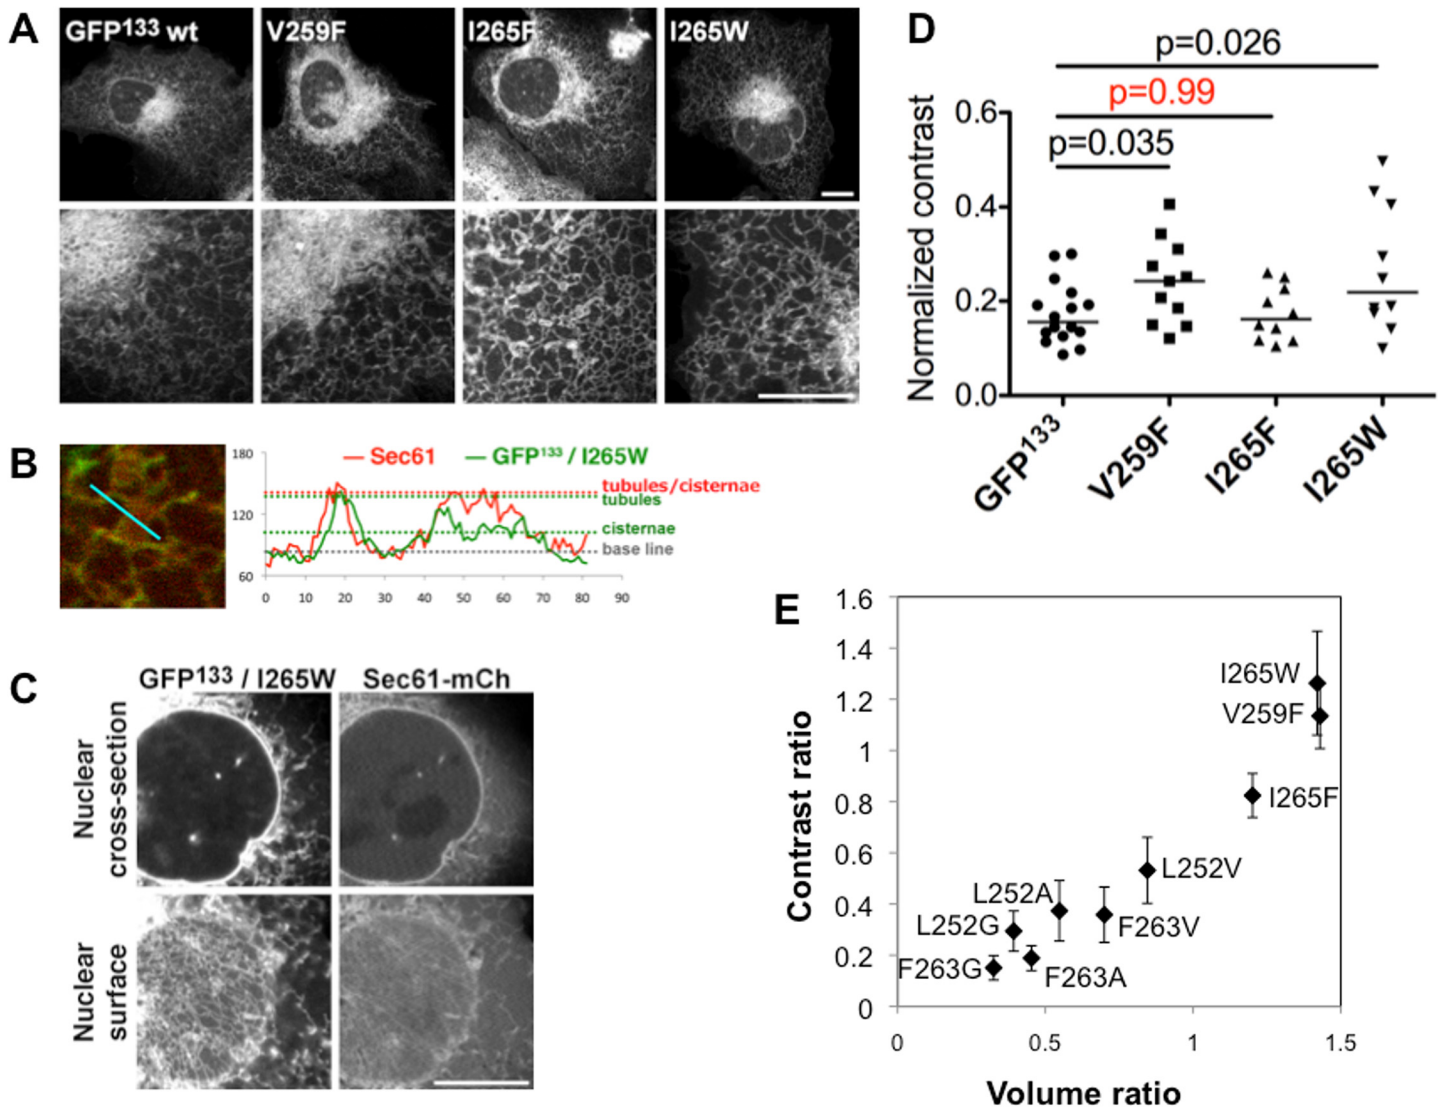 A
GFP133 wt
V259F
I265F
I265W
B
180
120
60
0
10
20
30
40
50
60
70
80
90
Sec61
GFP133 / I265W
tubules/cisternae
tubules
cisternae
base line
C
GFP133 / I265W
Sec61-mCh
Nuclear
cross-section
Nuclear
surface
D
p=0.026
p=0.99
p=0.035
Normalized contrast
0.6
0.4
0.2
0.0
GFP133
V259F
I265F
I265W
E
1.6
1.4
1.2
1
0.8
0.6
0.4
0.2
0
Contrast ratio
I265W
V259F
I265F
L252V
L252A
F263V
L252G
F263G
F263A
0
0.5
1
1.5
Volume ratio